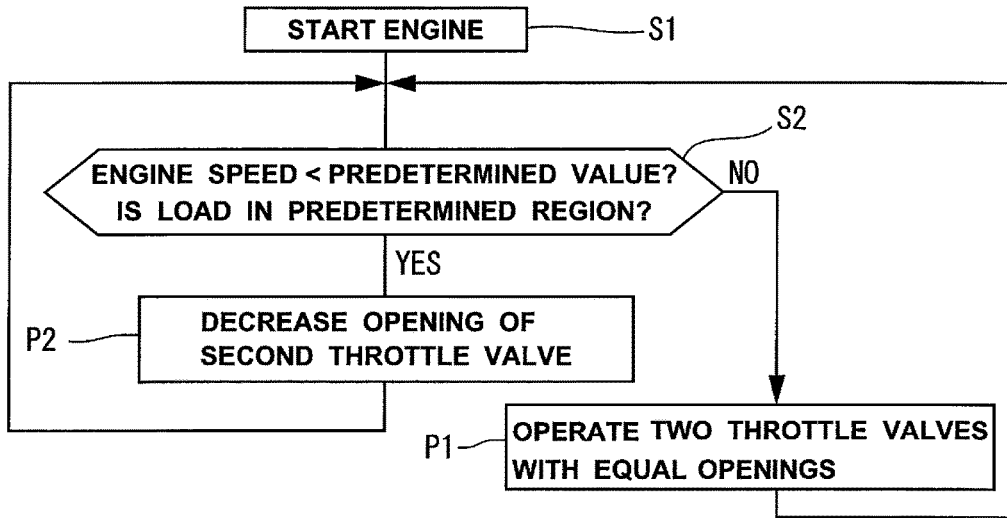 START ENGINE
S1
S2
ENGINE SPEED < PREDETERMINED VALUE?
IS LOAD IN PREDETERMINED REGION?
NO
YES
P2
DECREASE OPENING OF
SECOND THROTTLE VALVE
P1
OPERATE TWO THROTTLE VALVES
WITH EQUAL OPENINGS